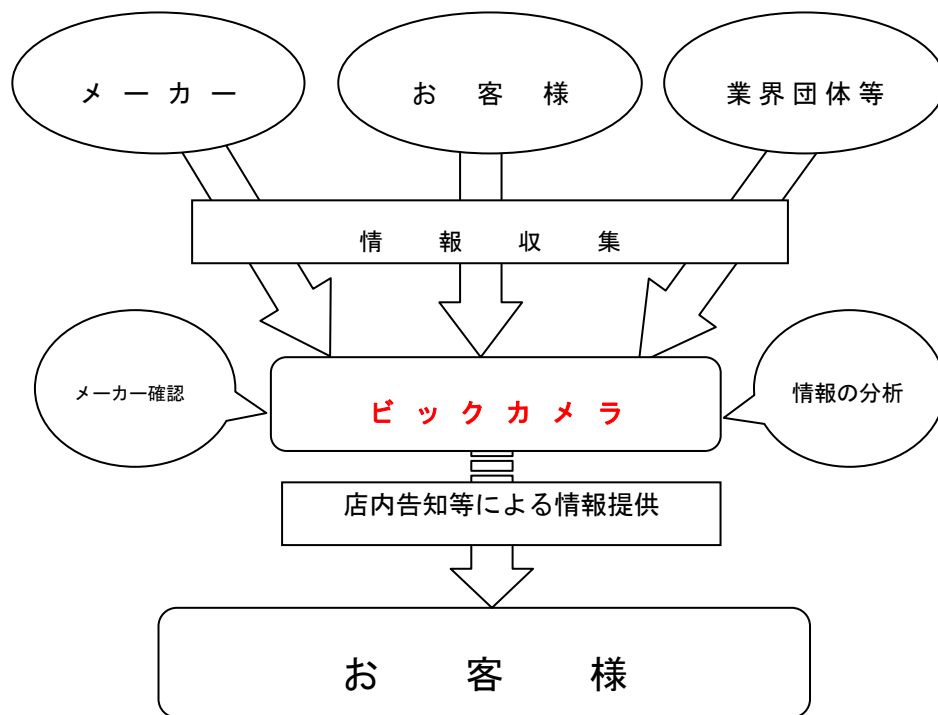 メーカー
お客様
業界団体等
情報収集
メーカー確認
ビックカメラ
情報の分析
店内告知等による情報提供
お客様